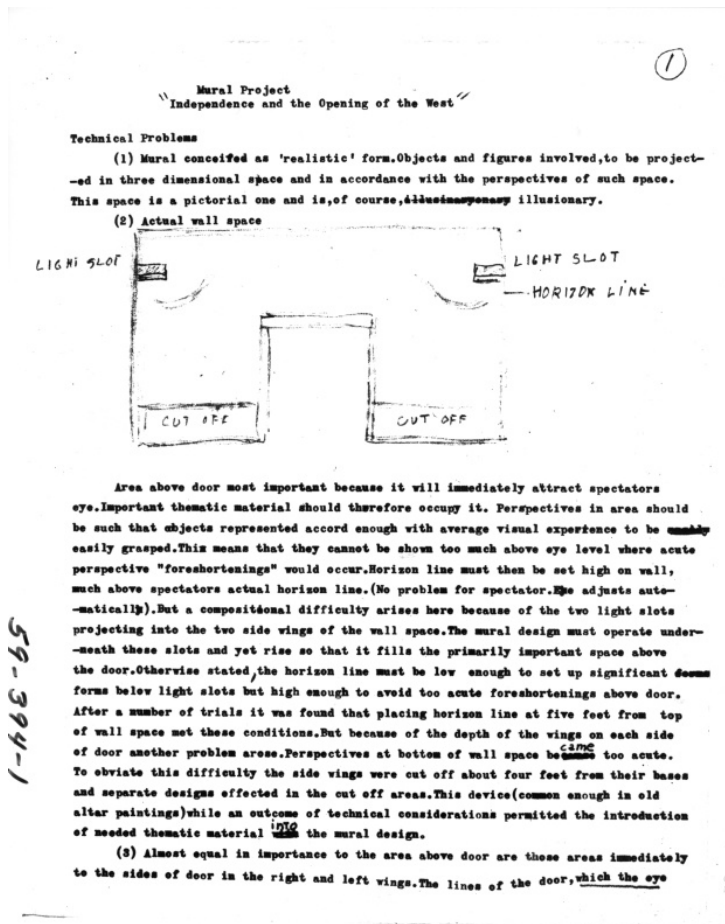 1
Mural Project
"Independence and the Opening of the West"
Technical Problems
(1) Mural conceifed as 'realistic' form.Objects and figures involved,to be project-
-ed in three dimensional space and in accordance with the perspectives of such space.
This space is a pictorial one and is,of course, illusionary.
(2) Actual wall space
LIGHT SLOT
LIGHT SLOT
HORIZON LINE
CUT OFF
CUT OFF
Area above door most important because it will immediately attract spectators
eye.Important thematic material should therefore occupy it. Perspectives in area should
be such that objects represented accord enough with average visual experience to be
easily grasped.This means that they cannot be shown too much above eye level where acute
perspective "foreshortenings" would occur.Horizon line must then be set high on wall,
much above spectators actual horizon line.(No problem for spectator.Eye adjusts auto-
-matically).But a compositional difficulty arises here because of the two light slots
projecting into the two side wings of the wall space.The mural design must operate under-
-neath these slots and yet rise so that it fills the primarily important space above
the door.Otherwise stated,the horizon line must be low enough to set up significant
forms below light slots but high enough to avoid too acute foreshortenings above door.
After a number of trials it was found that placing horizon line at five feet from top
of wall space met these conditions.But because of the depth of the wings on each side
of door another problem arose.Perspectives at bottom of wall space became too acute.
To obviate this difficulty the side wings were cut off about four feet from their bases
and separate designs effected in the cut off areas.This device(common enough in old
altar paintings)while an outcome of technical considerations permitted the introduction
of needed thematic material into the mural design.
(3) Almost equal in importance to the area above door are those areas immediately
to the sides of door in the right and left wings.The lines of the door,which the eye
59-394-1